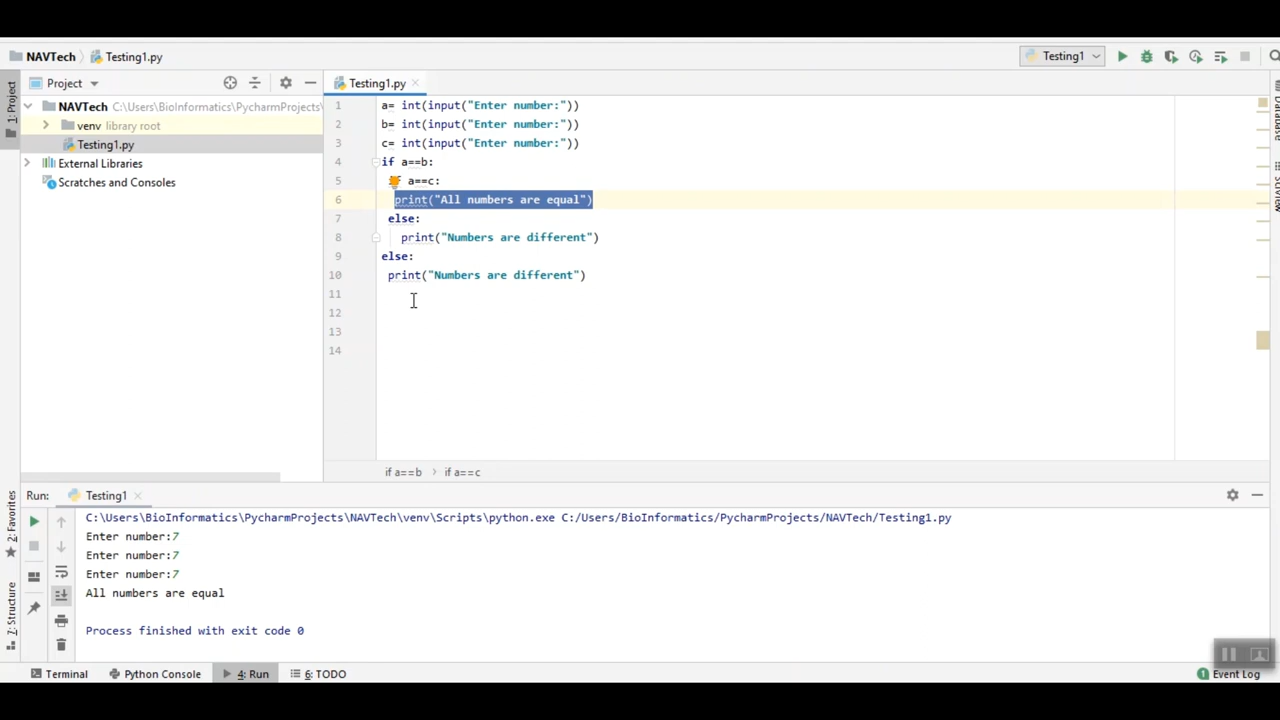 NAVTech
Testing1.py
Testing1
Project
Testing1.py
1: Project
NAVTech C:\Users\BioInformatics\PycharmProjects\
venv library root
Testing1.py
External Libraries
Scratches and Consoles
1 a= int(input("Enter number:"))
2 b= int(input("Enter number:"))
3 c= int(input("Enter number:"))
4 if a==b:
5 a==c:
6 print("All numbers are equal")
7 else:
8 print("Numbers are different")
9 else:
10 print("Numbers are different")
11
12
13
14
if a==b › if a==c
Run: Testing1
C:\Users\BioInformatics\PycharmProjects\NAVTech\venv\Scripts\python.exe C:/Users/BioInformatics/PycharmProjects/NAVTech/Testing1.py
Enter number:7
Enter number:7
Enter number:7
All numbers are equal
Process finished with exit code 0
2: Favorites
7: Structure
Terminal
Python Console
4: Run
6: TODO
1 Event Log